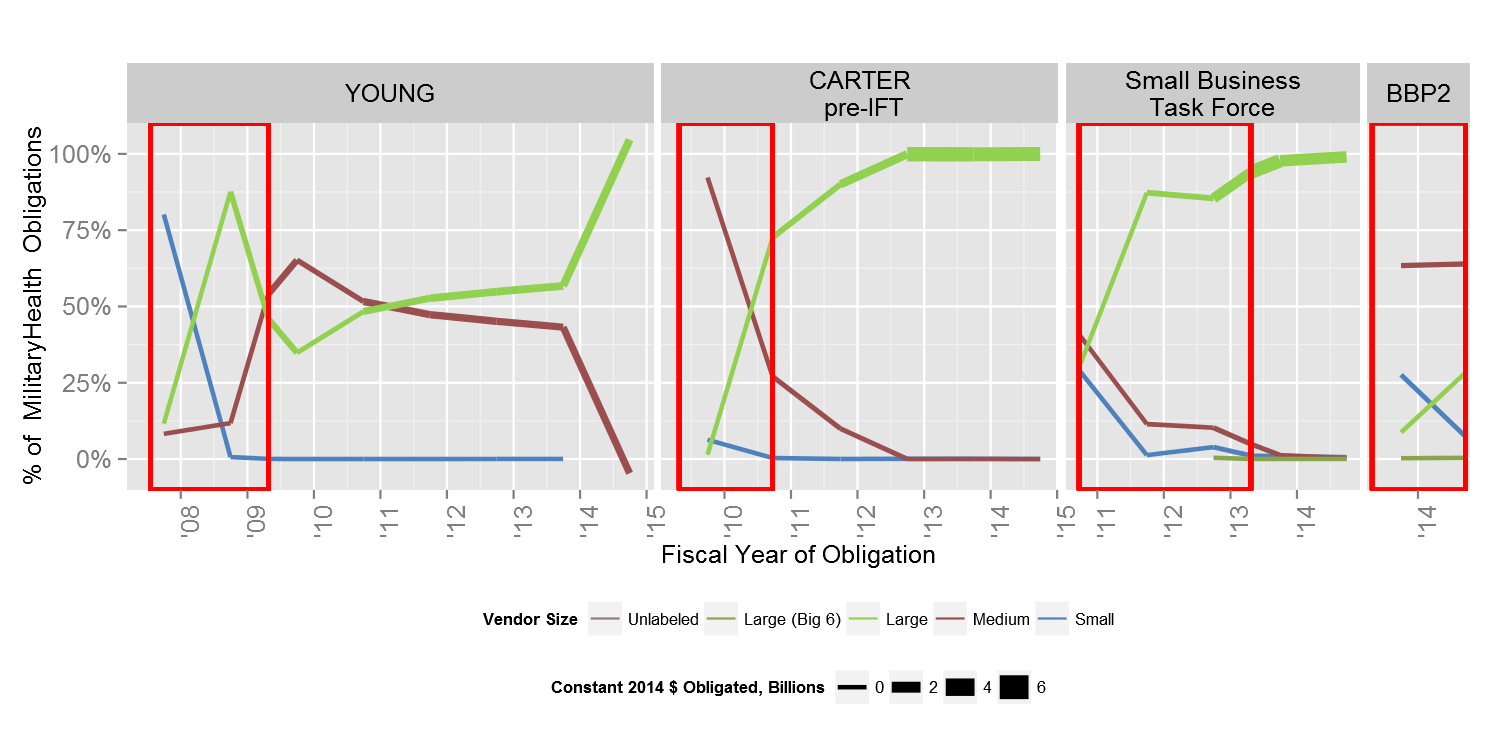 YOUNG
CARTER
pre-IFT
Small Business
Task Force
BBP2
% of  MilitaryHealth  Obligations
100%
75%
50%
25%
0%
'08 '09 '10 '11 '12 '13 '14 '15
'10 '11 '12 '13 '14 '15
'11 '12 '13 '14
'14
Fiscal Year of Obligation
Vendor Size Unlabeled Large (Big 6) Large Medium Small
Constant 2014 $ Obligated, Billions 0 2 4 6